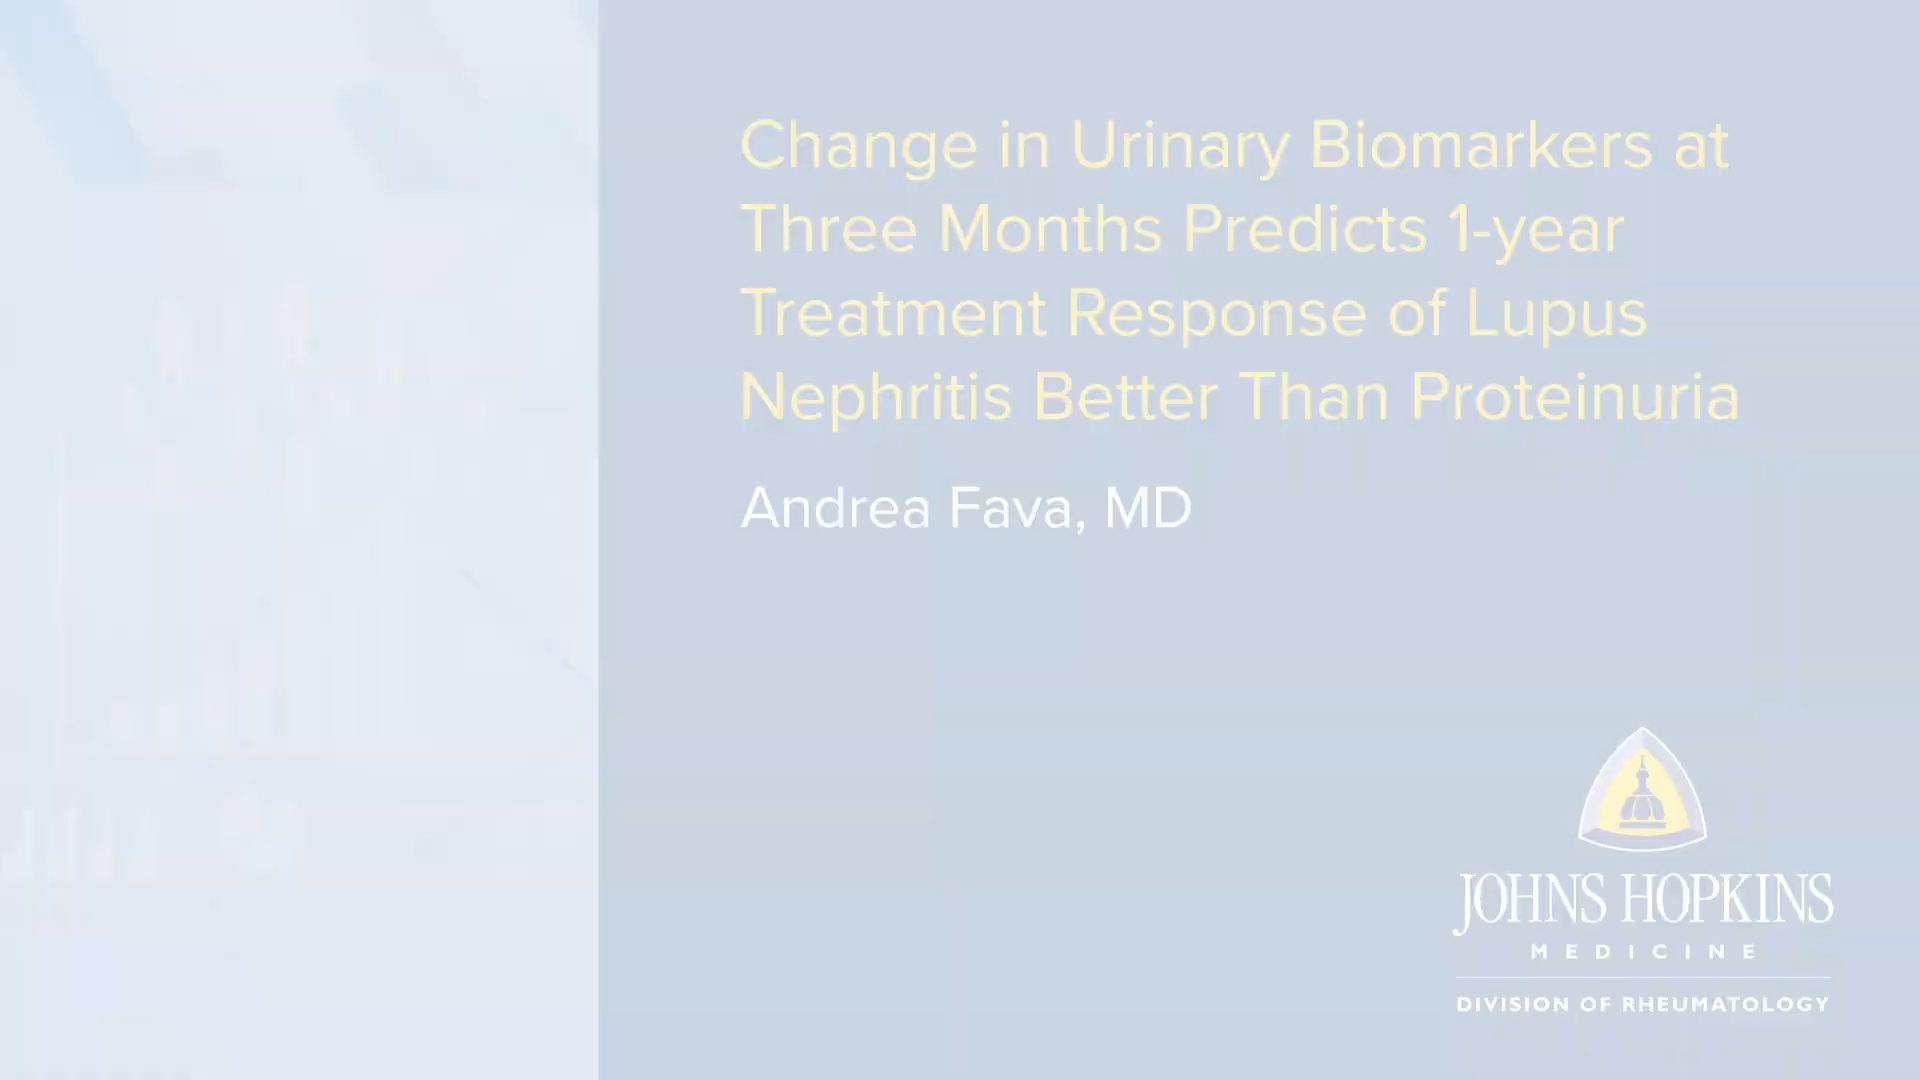 Change in Urinary Biomarkers at
Three Months Predicts 1-year
Treatment Response of Lupus
Nephritis Better Than Proteinuria
Andrea Fava, MD
JOHNS HOPKINS
MEDICINE
DIVISION OF RHEUMATOLOGY